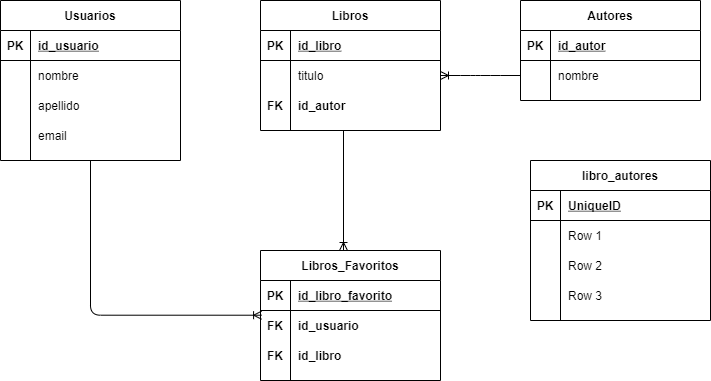 Usuarios
PK id_usuario
nombre
apellido
email
Libros
PK id_libro
titulo
FK id_autor
Autores
PK id_autor
nombre
libro_autores
PK UniqueID
Row 1
Row 2
Row 3
Libros_Favoritos
PK id_libro_favorito
FK id_usuario
FK id_libro